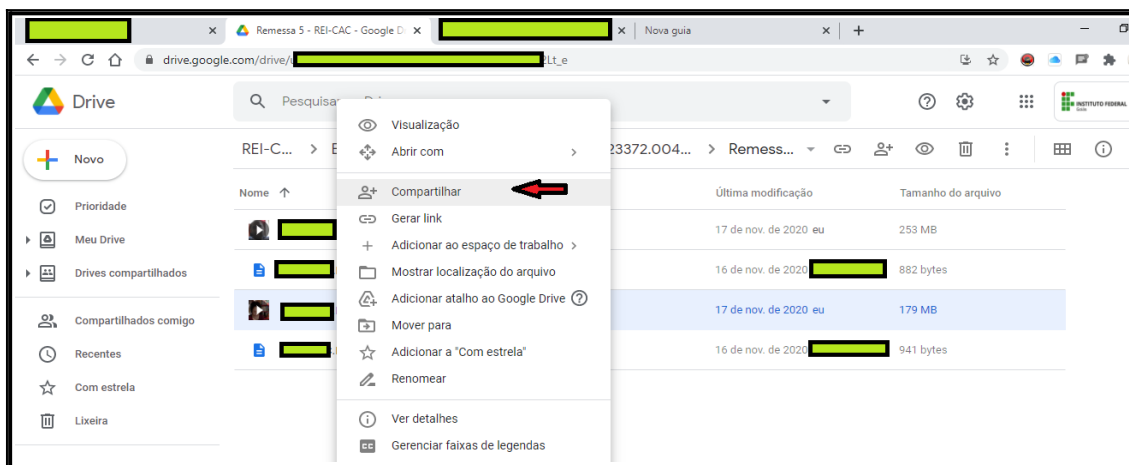 Remessa 5 - REI-CAC - Google D
Nova guia
drive.google.com/drive/
2Lt_e
Drive
INSTITUTO FEDERAL
Novo
REI-C... > E
23372.004... > Remess...
Nome
Última modificação
Tamanho do arquivo
Prioridade
Meu Drive
Drives compartilhados
Compartilhados comigo
Recentes
Com estrela
Lixeira
Visualização
Abrir com
Compartilhar
Gerar link
Adicionar ao espaço de trabalho
Mostrar localização do arquivo
Adicionar atalho ao Google Drive
Mover para
Adicionar a "Com estrela"
Renomear
Ver detalhes
CC Gerenciar faixas de legendas
17 de nov. de 2020 eu
253 MB
16 de nov. de 2020
882 bytes
17 de nov. de 2020 eu
179 MB
16 de nov. de 2020
941 bytes